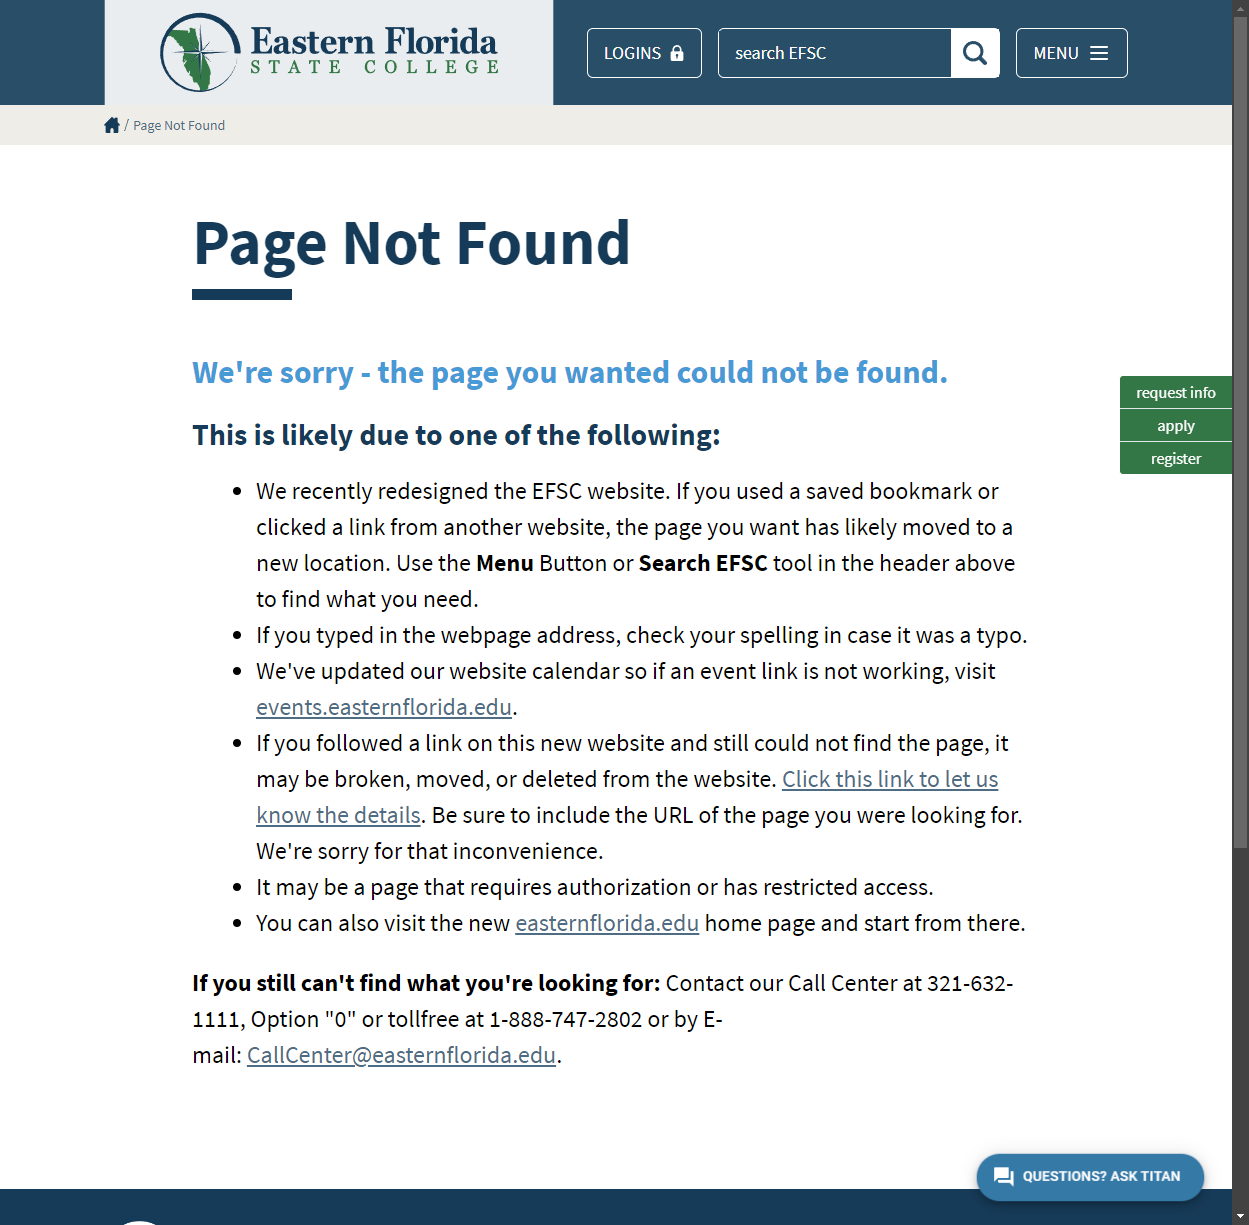 Eastern Florida
STATE COLLEGE
LOGINS
search EFSC
MENU
/ Page Not Found
Page Not Found
We're sorry - the page you wanted could not be found.
This is likely due to one of the following:
request info
apply
register
We recently redesigned the EFSC website. If you used a saved bookmark or
clicked a link from another website, the page you want has likely moved to a
new location. Use the Menu Button or Search EFSC tool in the header above
to find what you need.
If you typed in the webpage address, check your spelling in case it was a typo.
We've updated our website calendar so if an event link is not working, visit
events.easternflorida.edu.
If you followed a link on this new website and still could not find the page, it
may be broken, moved, or deleted from the website. Click this link to let us
know the details. Be sure to include the URL of the page you were looking for.
We're sorry for that inconvenience.
It may be a page that requires authorization or has restricted access.
You can also visit the new easternflorida.edu home page and start from there.
If you still can't find what you're looking for: Contact our Call Center at 321-632-
1111, Option "0" or tollfree at 1-888-747-2802 or by E-
mail: CallCenter@easternflorida.edu.
QUESTIONS? ASK TITAN